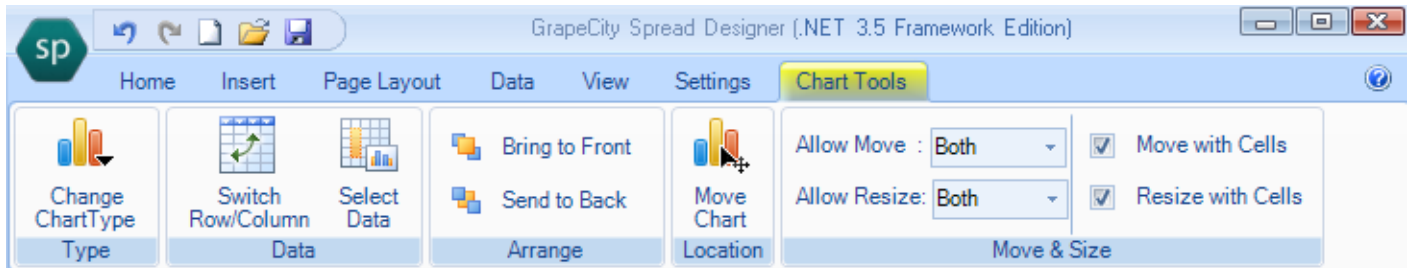 sp
GrapeCity Spread Designer (.NET 3.5 Framework Edition)
Home Insert Page Layout Data View Settings Chart Tools
Change
ChartType
Type
Switch
Row/Column
Select
Data
Data
Bring to Front
Send to Back
Arrange
Move
Chart
Location
Allow Move : Both
Allow Resize: Both
Move with Cells
Resize with Cells
Move & Size